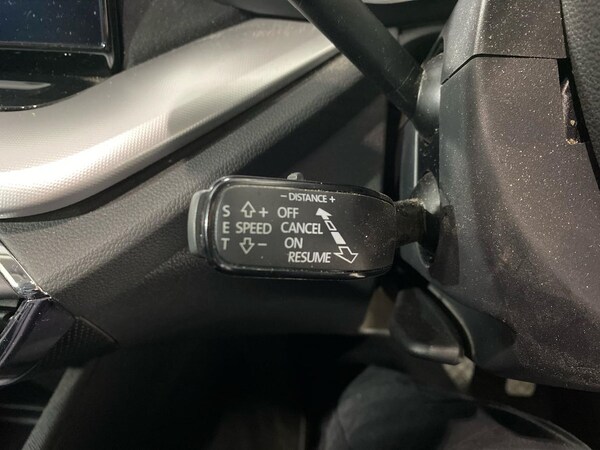 − DISTANCE +
S + OFF
E SPEED CANCEL
T − ON
RESUME